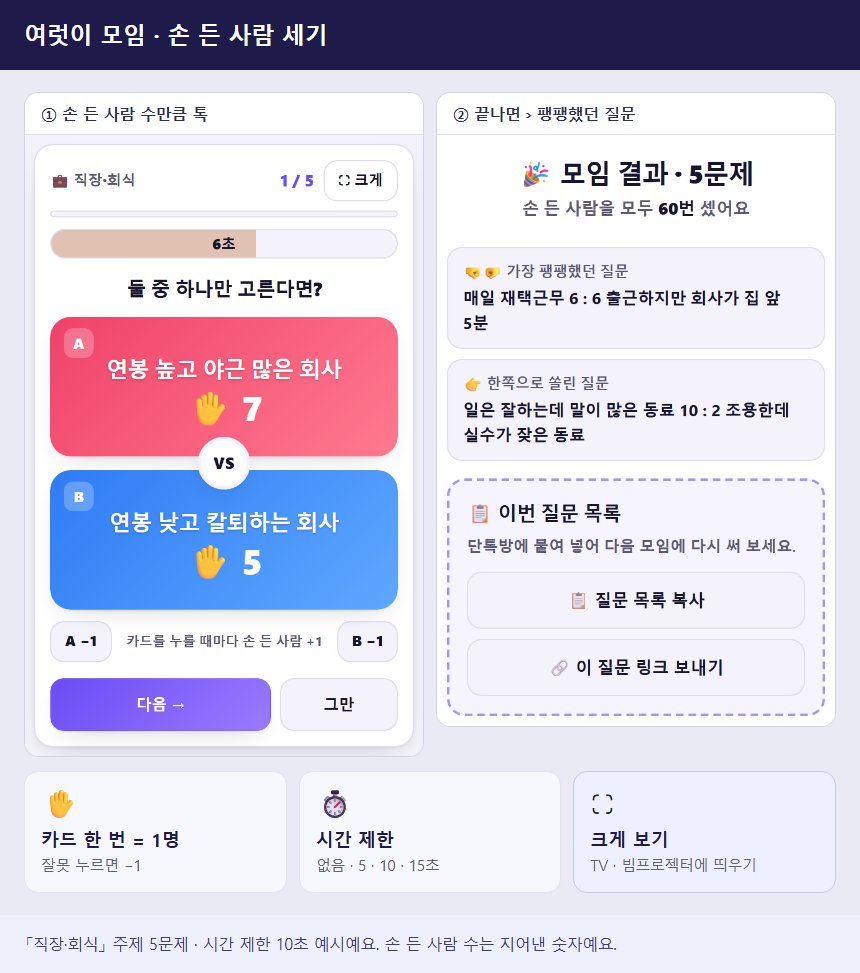 여럿이 모임 · 손 든 사람 세기
① 손 든 사람 수만큼 톡
💼 직장·회식
1 / 5
⛶ 크게
6초
둘 중 하나만 고른다면?
A
연봉 높고 야근 많은 회사
✋ 7
VS
B
연봉 낮고 칼퇴하는 회사
✋ 5
A −1
카드를 누를 때마다 손 든 사람 +1
B −1
다음 →
그만
② 끝나면 › 팽팽했던 질문
🎉 모임 결과 · 5문제
손 든 사람을 모두 60번 셌어요
🤜🤛 가장 팽팽했던 질문
매일 재택근무 6 : 6 출근하지만 회사가 집 앞
5분
👉 한쪽으로 쏠린 질문
일은 잘하는데 말이 많은 동료 10 : 2 조용한데
실수가 잦은 동료
📋 이번 질문 목록
단톡방에 붙여 넣어 다음 모임에 다시 써 보세요.
📋 질문 목록 복사
🔗 이 질문 링크 보내기
✋
카드 한 번 = 1명
잘못 누르면 −1
⏱
시간 제한
없음 · 5 · 10 · 15초
⛶
크게 보기
TV · 빔프로젝터에 띄우기
「직장·회식」 주제 5문제 · 시간 제한 10초 예시예요. 손 든 사람 수는 지어낸 숫자예요.